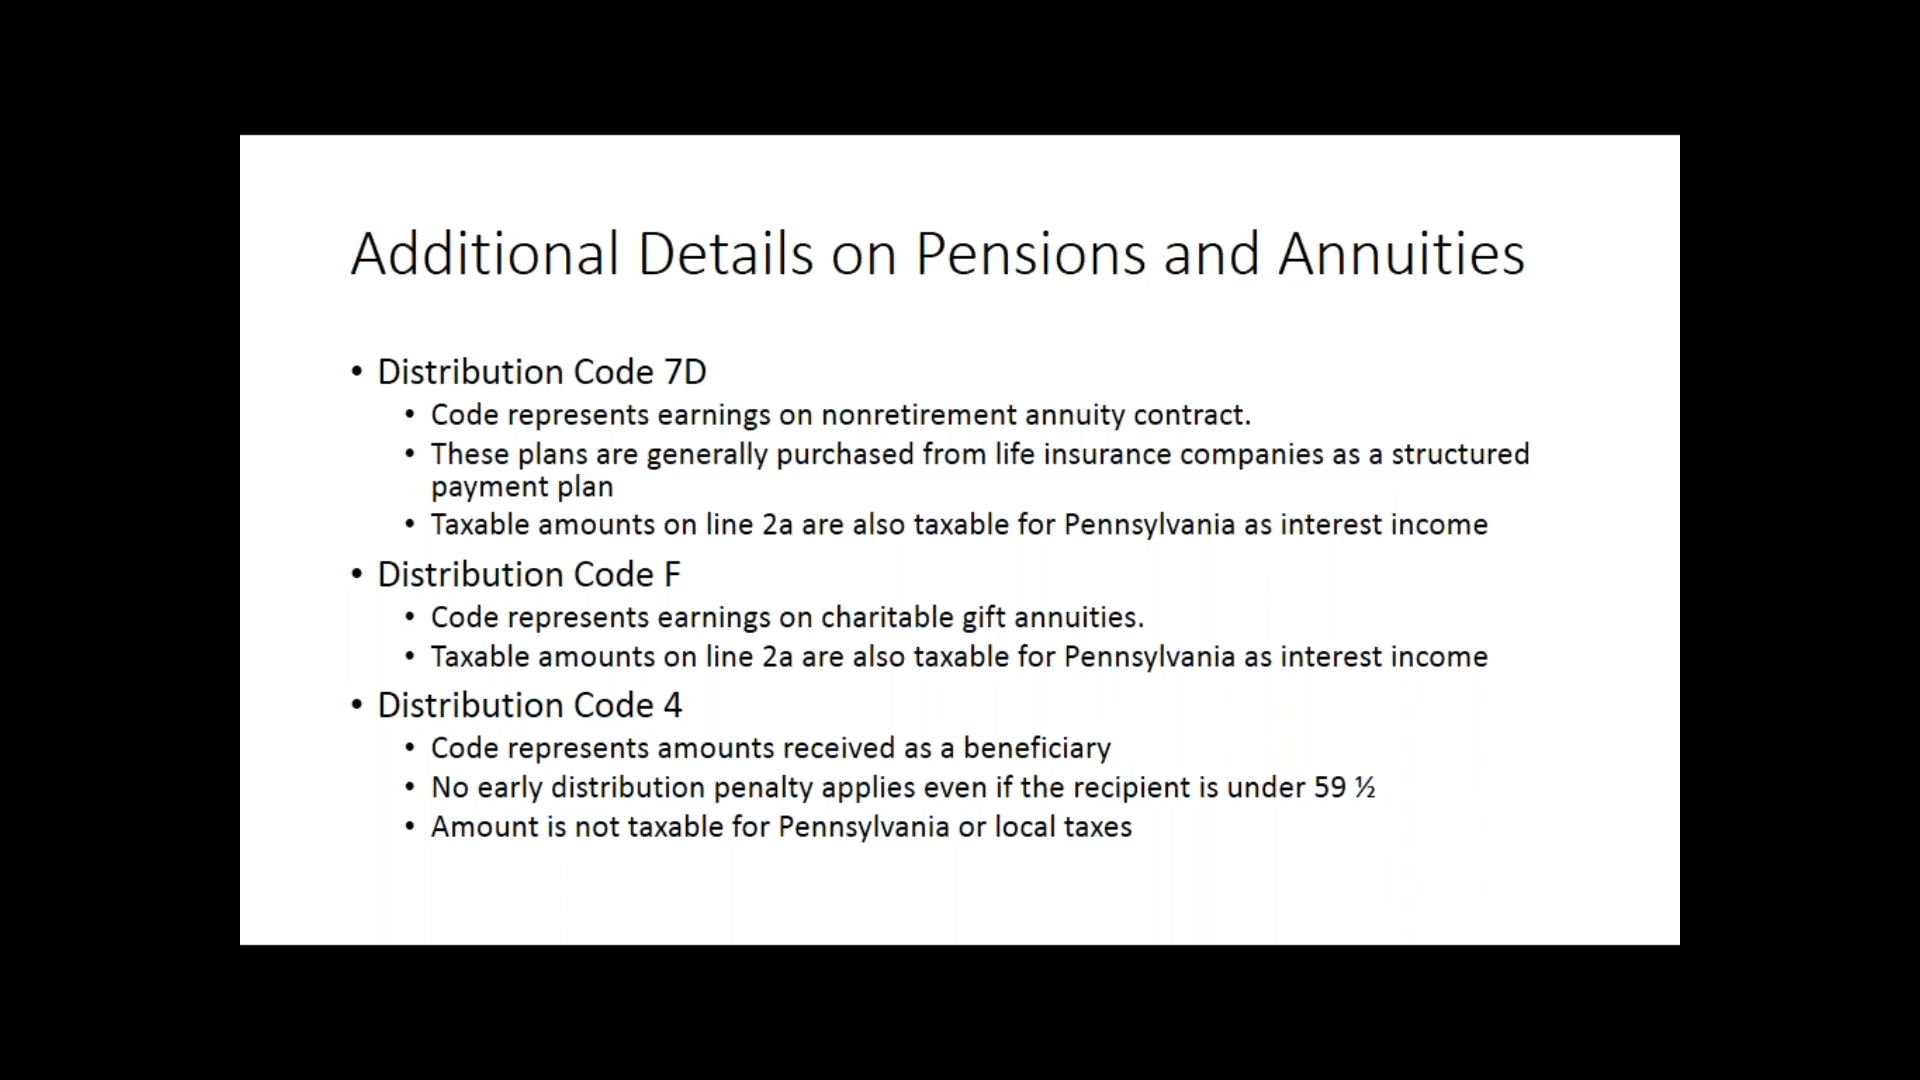 Additional Details on Pensions and Annuities
• Distribution Code 7D
• Code represents earnings on nonretirement annuity contract.
• These plans are generally purchased from life insurance companies as a structured
payment plan
• Taxable amounts on line 2a are also taxable for Pennsylvania as interest income
• Distribution Code F
• Code represents earnings on charitable gift annuities.
• Taxable amounts on line 2a are also taxable for Pennsylvania as interest income
• Distribution Code 4
• Code represents amounts received as a beneficiary
• No early distribution penalty applies even if the recipient is under 59 ½
• Amount is not taxable for Pennsylvania or local taxes